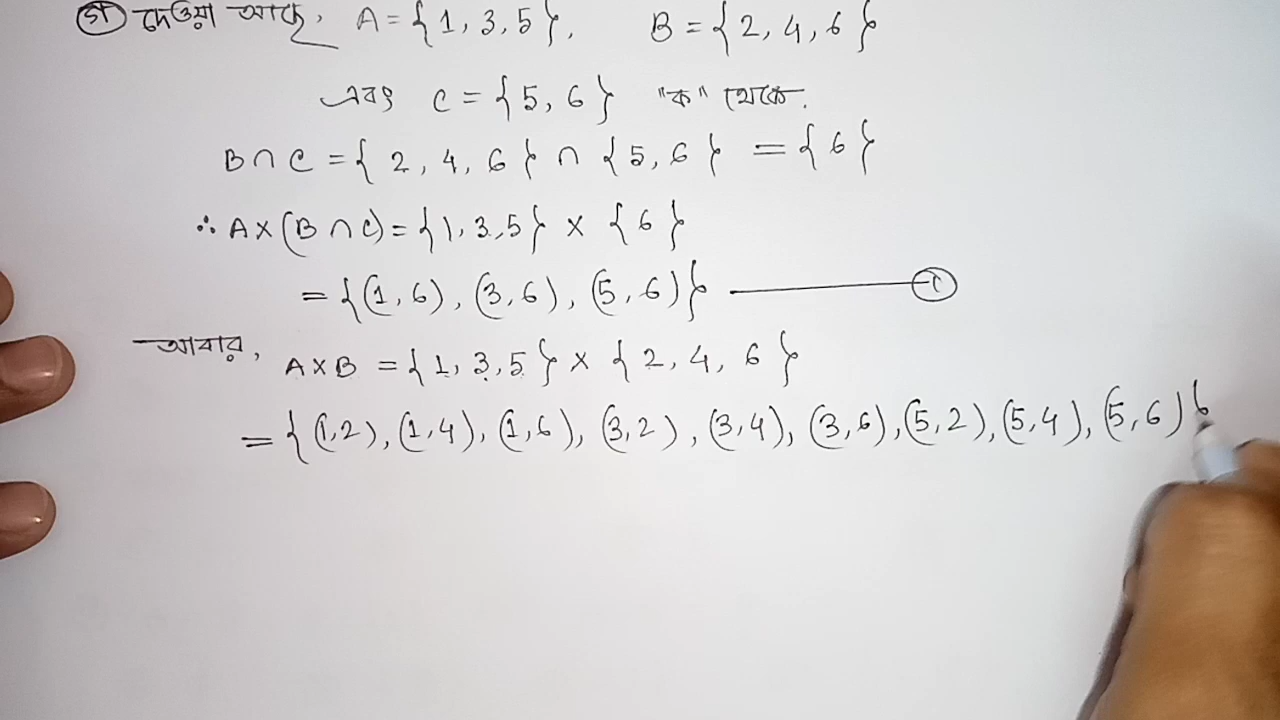 (গ) দেওয়া আছে, A = {1, 3, 5}, B = {2, 4, 6}
এবং C = {5, 6} "ক" থেকে.
B ∩ C = {2, 4, 6} ∩ {5, 6} = {6}
∴ A × (B ∩ C) = {1, 3, 5} × {6}
= {(1, 6), (3, 6), (5, 6)}
আবার, A × B = {1, 3, 5} × {2, 4, 6}
= {(1,2), (1,4), (1,6), (3,2), (3,4), (3,6), (5,2), (5,4), (5,6)}